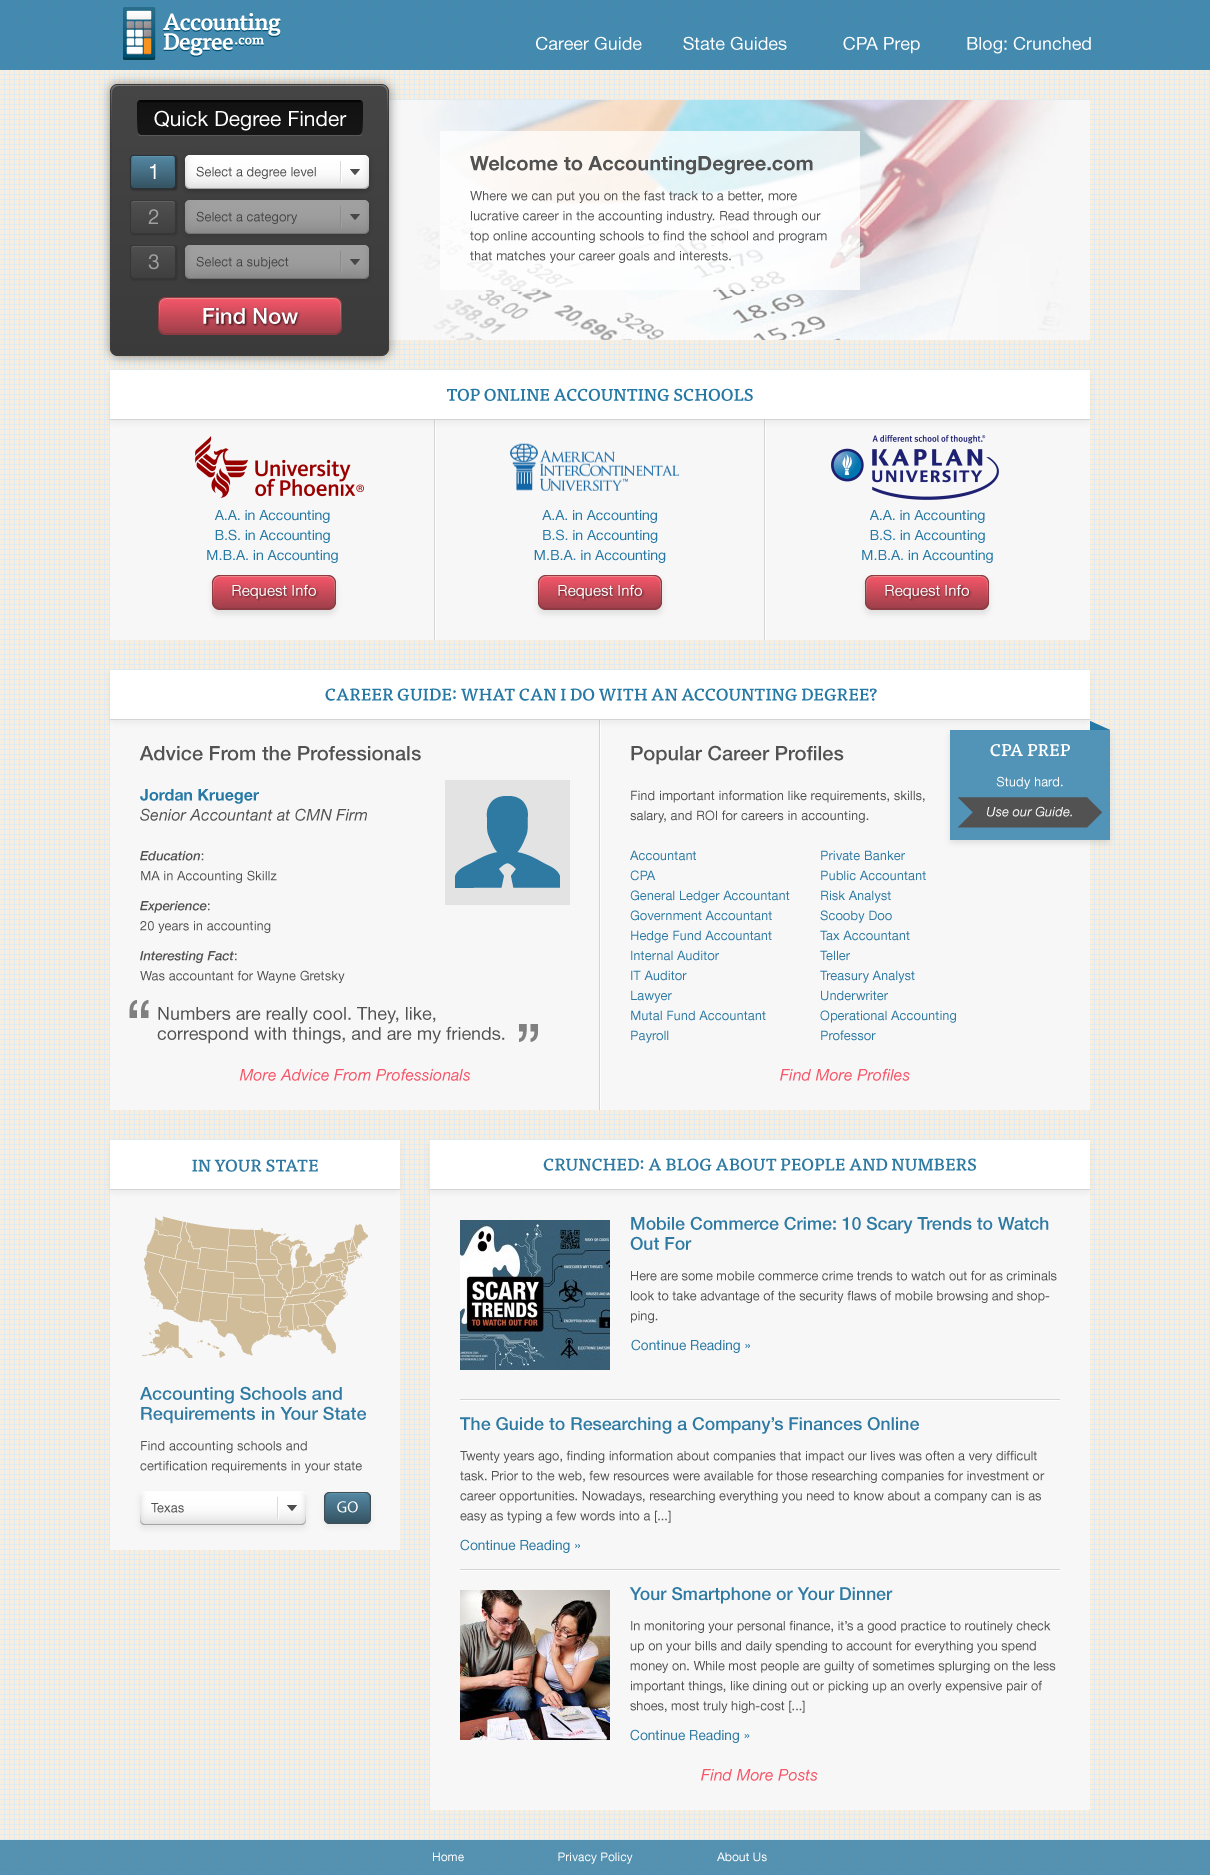 Accounting
Degree.com
Career Guide
State Guides
CPA Prep
Blog: Crunched
Quick Degree Finder
1
Select a degree level
2
Select a category
3
Select a subject
Find Now
Welcome to AccountingDegree.com
Where we can put you on the fast track to a better, more
lucrative career in the accounting industry. Read through our
top online accounting schools to find the school and program
that matches your career goals and interests.
15.79
10.88
18.69
15.29
3287
20,368.27
36.00
358.91
20,696
3299
TOP ONLINE ACCOUNTING SCHOOLS
University
of Phoenix®
A.A. in Accounting
B.S. in Accounting
M.B.A. in Accounting
Request Info
AMERICAN
INTERCONTINENTAL
UNIVERSITY™
A.A. in Accounting
B.S. in Accounting
M.B.A. in Accounting
Request Info
A different school of thought.®
KAPLAN
UNIVERSITY
A.A. in Accounting
B.S. in Accounting
M.B.A. in Accounting
Request Info
CAREER GUIDE: WHAT CAN I DO WITH AN ACCOUNTING DEGREE?
Advice From the Professionals
Jordan Krueger
Senior Accountant at CMN Firm
Education:
MA in Accounting Skillz
Experience:
20 years in accounting
Interesting Fact:
Was accountant for Wayne Gretsky
“ Numbers are really cool. They, like,
correspond with things, and are my friends. ”
More Advice From Professionals
Popular Career Profiles
Find important information like requirements, skills,
salary, and ROI for careers in accounting.
Accountant
CPA
General Ledger Accountant
Government Accountant
Hedge Fund Accountant
Internal Auditor
IT Auditor
Lawyer
Mutal Fund Accountant
Payroll
Private Banker
Public Accountant
Risk Analyst
Scooby Doo
Tax Accountant
Teller
Treasury Analyst
Underwriter
Operational Accounting
Professor
Find More Profiles
CPA PREP
Study hard.
Use our Guide.
IN YOUR STATE
Accounting Schools and
Requirements in Your State
Find accounting schools and
certification requirements in your state
Texas
GO
CRUNCHED: A BLOG ABOUT PEOPLE AND NUMBERS
SCARY
TRENDS
TO WATCH OUT FOR
Mobile Commerce Crime: 10 Scary Trends to Watch
Out For
Here are some mobile commerce crime trends to watch out for as criminals
look to take advantage of the security flaws of mobile browsing and shop-
ping.
Continue Reading »
The Guide to Researching a Company’s Finances Online
Twenty years ago, finding information about companies that impact our lives was often a very difficult
task. Prior to the web, few resources were available for those researching companies for investment or
career opportunities. Nowadays, researching everything you need to know about a company can is as
easy as typing a few words into a [...]
Continue Reading »
Your Smartphone or Your Dinner
In monitoring your personal finance, it’s a good practice to routinely check
up on your bills and daily spending to account for everything you spend
money on. While most people are guilty of sometimes splurging on the less
important things, like dining out or picking up an overly expensive pair of
shoes, most truly high-cost [...]
Continue Reading »
Find More Posts
Home
Privacy Policy
About Us